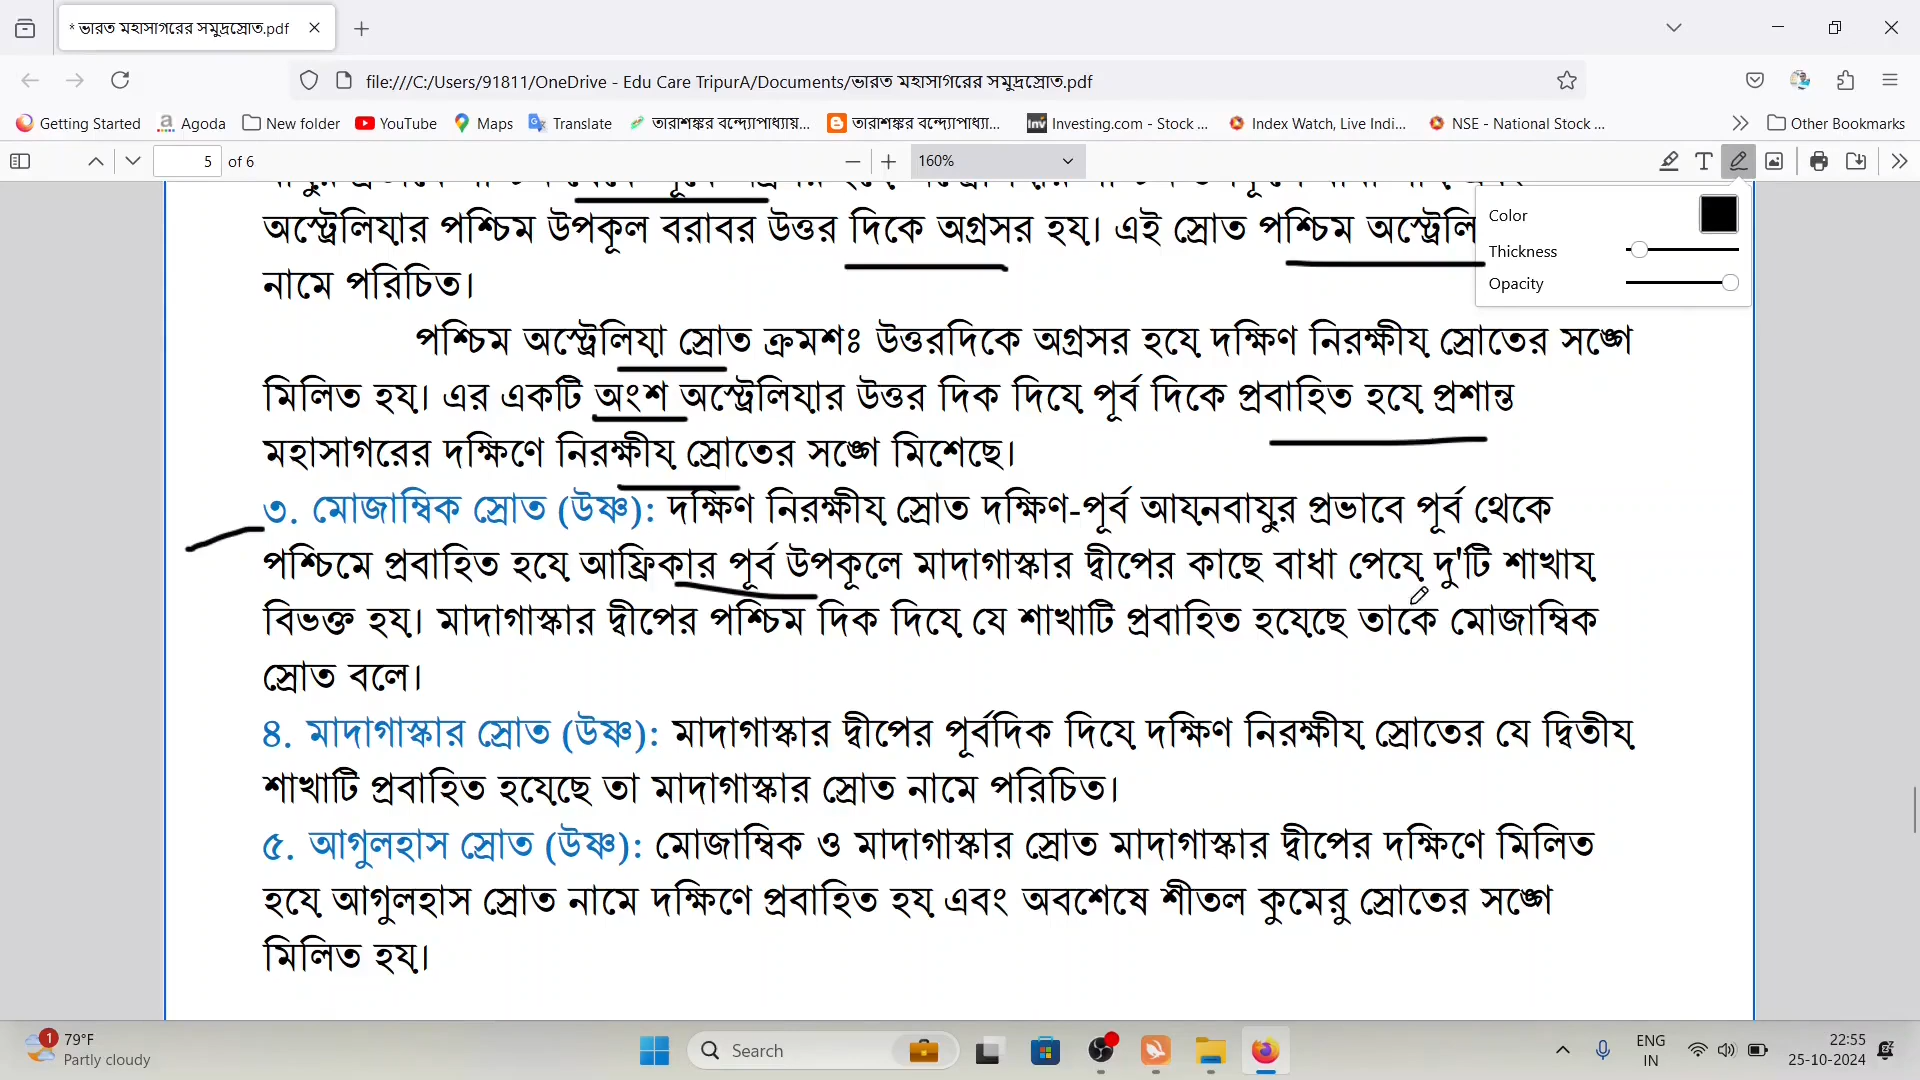 * ভারত মহাসাগরের সমুদ্রস্রোত.pdf
file:///C:/Users/91811/OneDrive - Edu Care TripurA/Documents/ভারত মহাসাগরের সমুদ্রস্রোত.pdf
Getting Started Agoda New folder YouTube Maps Translate তারাশঙ্কর বন্দ্যোপাধ্যায়... তারাশঙ্কর বন্দ্যোপাধ্যা... Investing.com - Stock ... Index Watch, Live Indi... NSE - National Stock ... Other Bookmarks
5 of 6 160%
Color
Thickness
Opacity
অস্ট্রেলিয়ার পশ্চিম উপকূল বরাবর উত্তর দিকে অগ্রসর হয়। এই স্রোত পশ্চিম
নামে পরিচিত।
পশ্চিম অস্ট্রেলিয়া স্রোত ক্রমশঃ উত্তরদিকে অগ্রসর হয়ে দক্ষিণ নিরক্ষীয় স্রোতের সঙ্গে
মিলিত হয়। এর একটি অংশ অস্ট্রেলিয়ার উত্তর দিক দিয়ে পূর্ব দিকে প্রবাহিত হয়ে প্রশান্ত
মহাসাগরের দক্ষিণে নিরক্ষীয় স্রোতের সঙ্গে মিশেছে।
৩. মোজাম্বিক স্রোত (উষ্ণ): দক্ষিণ নিরক্ষীয় স্রোত দক্ষিণ-পূর্ব আয়নবায়ুর প্রভাবে পূর্ব থেকে
পশ্চিমে প্রবাহিত হয়ে আফ্রিকার পূর্ব উপকূলে মাদাগাস্কার দ্বীপের কাছে বাধা পেয়ে দু'টি শাখায়
বিভক্ত হয়। মাদাগাস্কার দ্বীপের পশ্চিম দিক দিয়ে যে শাখাটি প্রবাহিত হয়েছে তাকে মোজাম্বিক
স্রোত বলে।
৪. মাদাগাস্কার স্রোত (উষ্ণ): মাদাগাস্কার দ্বীপের পূর্বদিক দিয়ে দক্ষিণ নিরক্ষীয় স্রোতের যে দ্বিতীয়
শাখাটি প্রবাহিত হয়েছে তা মাদাগাস্কার স্রোত নামে পরিচিত।
৫. আগুলহাস স্রোত (উষ্ণ): মোজাম্বিক ও মাদাগাস্কার স্রোত মাদাগাস্কার দ্বীপের দক্ষিণে মিলিত
হয়ে আগুলহাস স্রোত নামে দক্ষিণে প্রবাহিত হয় এবং অবশেষে শীতল কুমেরু স্রোতের সঙ্গে
মিলিত হয়।
1 79°F
Partly cloudy
Search
ENG
IN
22:55
25-10-2024